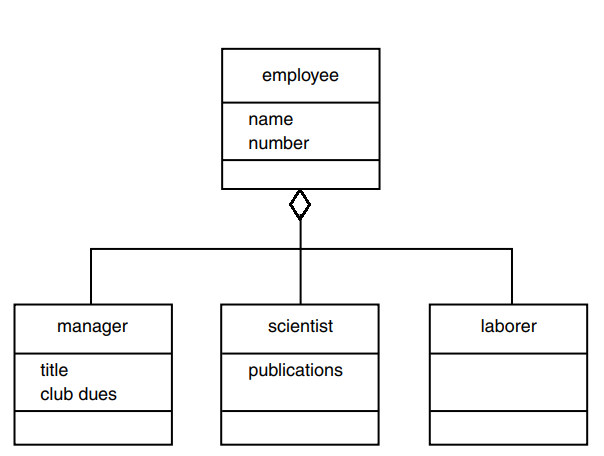 employee
name
number
manager
title
club dues
scientist
publications
laborer